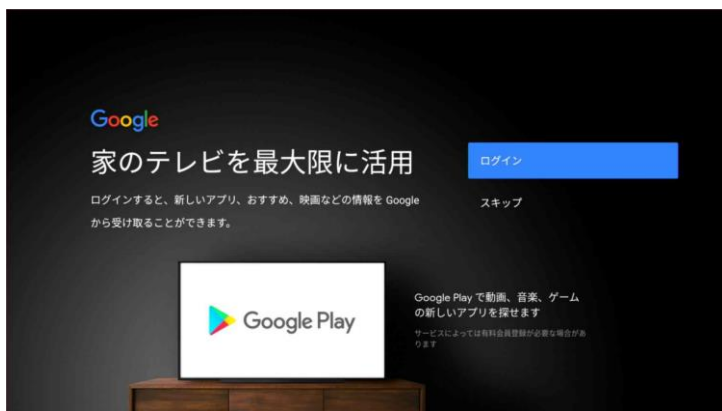 Google
家のテレビを最大限に活用
ログインすると、新しいアプリ、おすすめ、映画などの情報を Google
から受け取ることができます。
ログイン
スキップ
Google Play
Google Play で動画、音楽、ゲーム
の新しいアプリを探せます
サービスによっては有料会員登録が必要な場合があ
ります